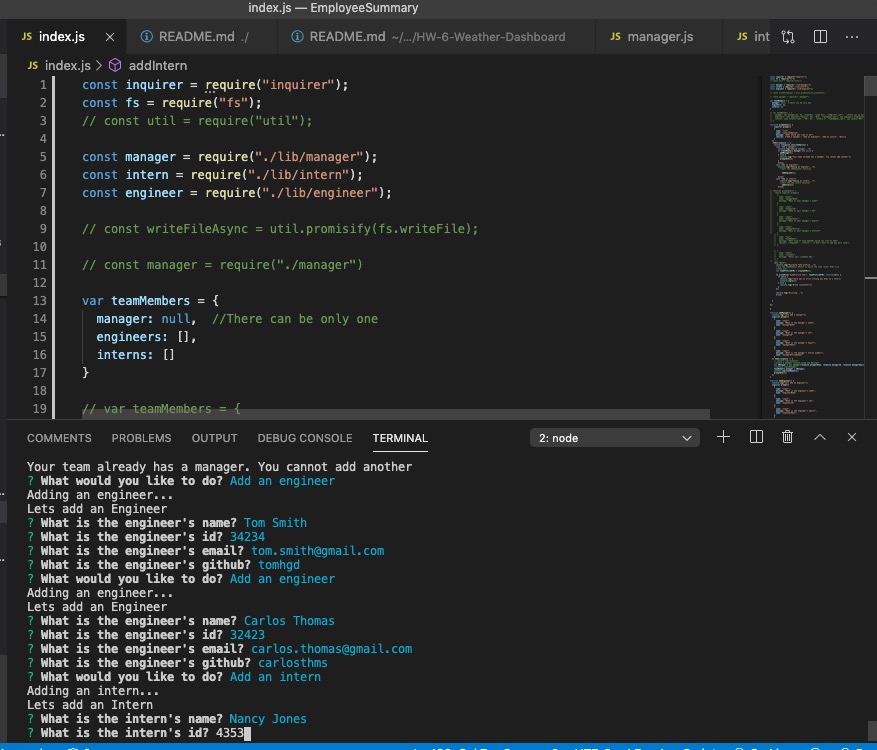 index.js — EmployeeSummary
JS index.js × README.md ./ README.md ~/.../HW-6-Weather-Dashboard JS manager.js JS int
JS index.js > addIntern
1 const inquirer = require("inquirer");
2 const fs = require("fs");
3 // const util = require("util");
4
5 const manager = require("./lib/manager");
6 const intern = require("./lib/intern");
7 const engineer = require("./lib/engineer");
8
9 // const writeFileAsync = util.promisify(fs.writeFile);
10
11 // const manager = require("./manager")
12
13 var teamMembers = {
14 manager: null, //There can be only one
15 engineers: [],
16 interns: []
17 }
18
19 // var teamMembers = {
COMMENTS PROBLEMS OUTPUT DEBUG CONSOLE TERMINAL 2: node
Your team already has a manager. You cannot add another
? What would you like to do? Add an engineer
Adding an engineer...
Lets add an Engineer
? What is the engineer's name? Tom Smith
? What is the engineer's id? 34234
? What is the engineer's email? tom.smith@gmail.com
? What is the engineer's github? tomhgd
? What would you like to do? Add an engineer
Adding an engineer...
Lets add an Engineer
? What is the engineer's name? Carlos Thomas
? What is the engineer's id? 32423
? What is the engineer's email? carlos.thomas@gmail.com
? What is the engineer's github? carlosthms
? What would you like to do? Add an intern
Adding an intern...
Lets add an Intern
? What is the intern's name? Nancy Jones
? What is the intern's id? 4353